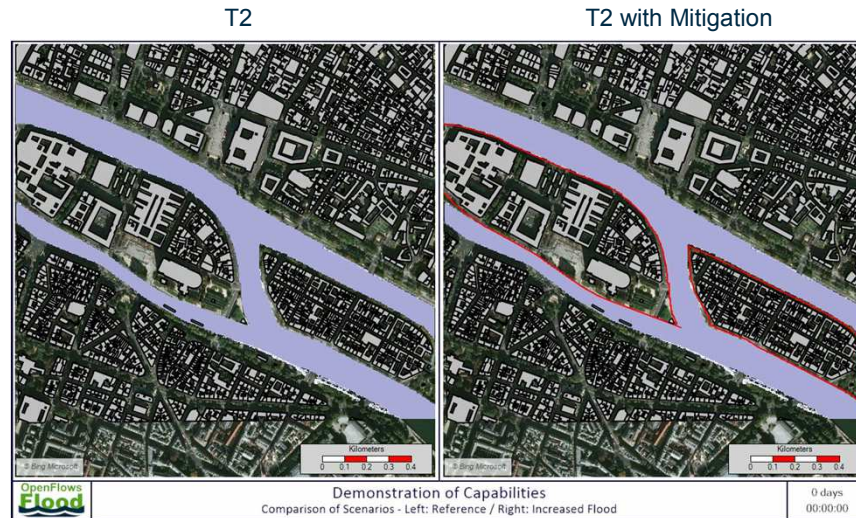 T2
T2 with Mitigation
© Bing Microsoft
Kilometers
0 0.1 0.2 0.3 0.4
© Bing Microsoft
Kilometers
0 0.1 0.2 0.3 0.4
OpenFlows
Flood
Demonstration of Capabilities
Comparison of Scenarios - Left: Reference / Right: Increased Flood
0 days
00:00:00